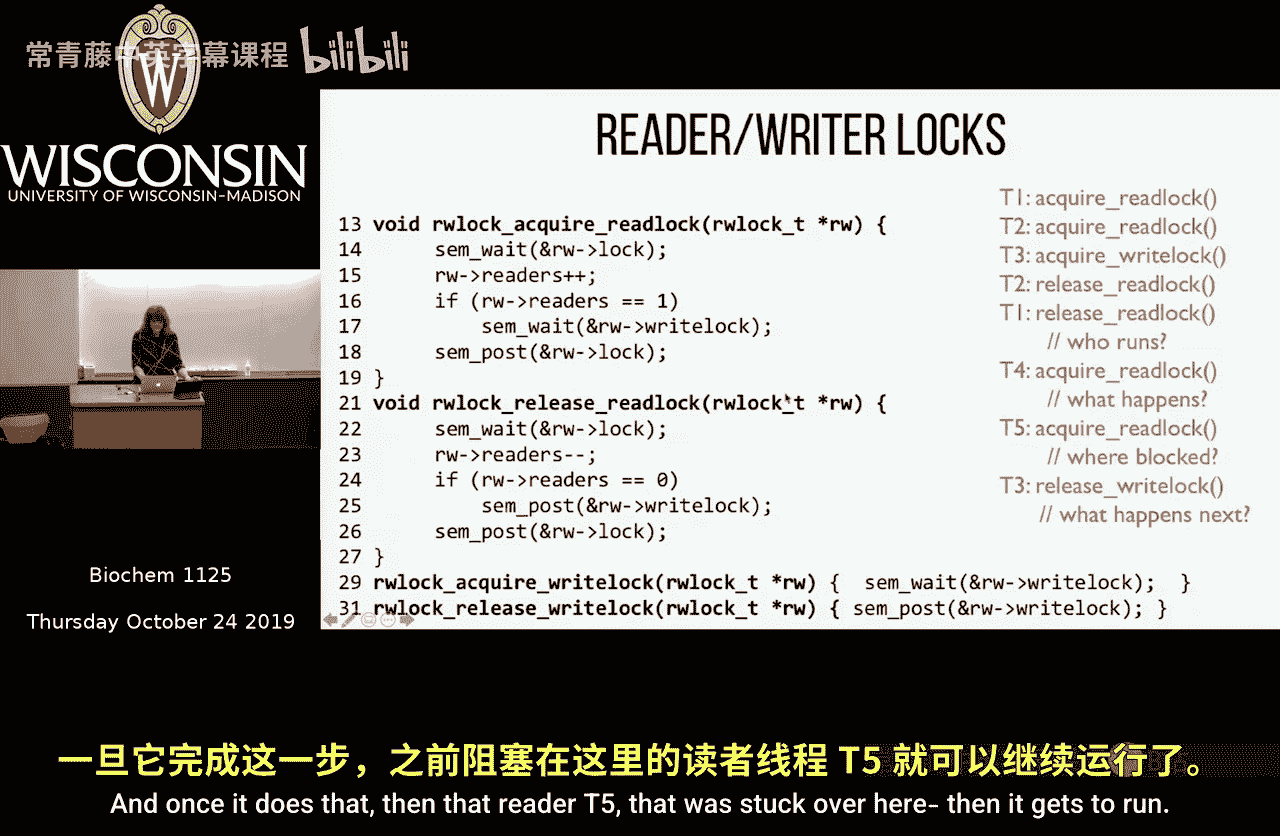 常青藤中英字幕课程 bilibili
W
WISCONSIN
UNIVERSITY OF WISCONSIN-MADISON
READER/WRITER LOCKS
13 void rwlock_acquire_readlock(rwlock_t *rw) {
14 sem_wait(&rw->lock);
15 rw->readers++;
16 if (rw->readers == 1)
17 sem_wait(&rw->writelock);
18 sem_post(&rw->lock);
19 }
21 void rwlock_release_readlock(rwlock_t *rw) {
22 sem_wait(&rw->lock);
23 rw->readers--;
24 if (rw->readers == 0)
25 sem_post(&rw->writelock);
26 sem_post(&rw->lock);
27 }
29 rwlock_acquire_writelock(rwlock_t *rw) { sem_wait(&rw->writelock); }
31 rwlock_release_writelock(rwlock_t *rw) { sem_post(&rw->writelock); }
T1: acquire_readlock()
T2: acquire_readlock()
T3: acquire_writelock()
T2: release_readlock()
T1: release_readlock()
// who runs?
T4: acquire_readlock()
// what happens?
T5: acquire_readlock()
// where blocked?
T3: release_writelock()
// what happens next?
Biochem 1125
Thursday October 24 2019
一旦它完成这一步，之前阻塞在这里的读者线程 T5 就可以继续运行了。
And once it does that, then that reader T5, that was stuck over here- then it gets to run.